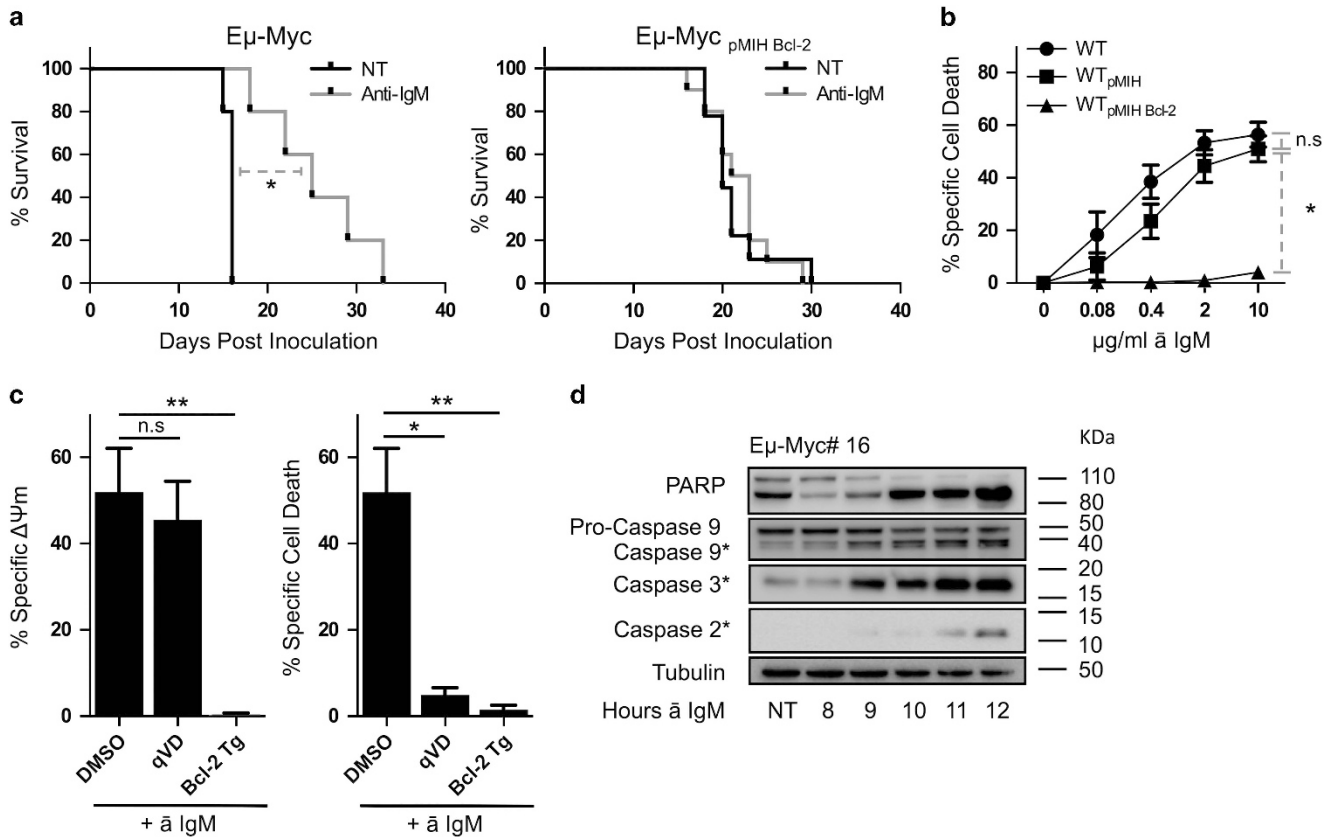 a
Eμ-Myc
NT
Anti-IgM
% Survival
100
80
60
40
20
0
0 10 20 30 40
Days Post Inoculation
Eμ-Myc pMIH Bcl-2
NT
Anti-IgM
% Survival
100
80
60
40
20
0
0 10 20 30 40
Days Post Inoculation
*
b
WT
WTpMIH
WTpMIH Bcl-2
% Specific Cell Death
80
60
40
20
0
0 0.08 0.4 2 10
μg/ml ā IgM
n.s
*
c
% Specific ΔΨm
60
40
20
0
**
n.s
DMSO
qVD
Bcl-2 Tg
+ ā IgM
% Specific Cell Death
60
40
20
0
**
*
DMSO
qVD
Bcl-2 Tg
+ ā IgM
d
Eμ-Myc# 16
KDa
PARP
110
80
Pro-Caspase 9
50
Caspase 9*
40
Caspase 3*
20
15
Caspase 2*
15
10
Tubulin
50
Hours ā IgM NT 8 9 10 11 12